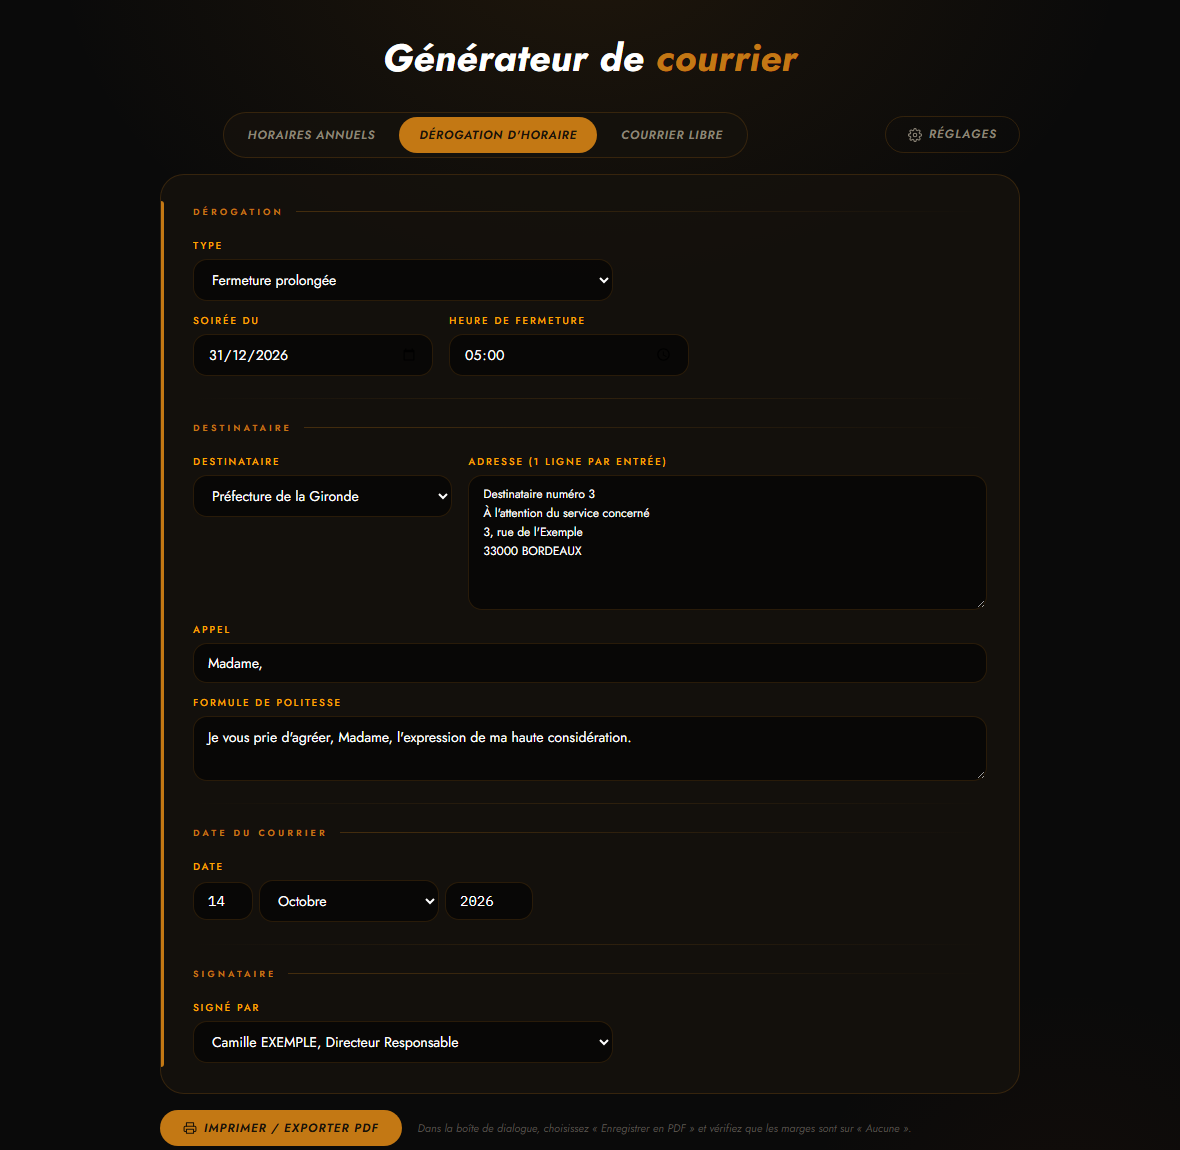 Générateur de courrier
HORAIRES ANNUELS
DÉROGATION D'HORAIRE
COURRIER LIBRE
RÉGLAGES
DÉROGATION
TYPE
Fermeture prolongée
SOIRÉE DU
HEURE DE FERMETURE
31/12/2026
05:00
DESTINATAIRE
DESTINATAIRE
ADRESSE (1 LIGNE PAR ENTRÉE)
Préfecture de la Gironde
Destinataire numéro 3
À l'attention du service concerné
3, rue de l'Exemple
33000 BORDEAUX
APPEL
Madame,
FORMULE DE POLITESSE
Je vous prie d'agréer, Madame, l'expression de ma haute considération.
DATE DU COURRIER
DATE
14
Octobre
2026
SIGNATAIRE
SIGNÉ PAR
Camille EXEMPLE, Directeur Responsable
IMPRIMER / EXPORTER PDF
Dans la boîte de dialogue, choisissez « Enregistrer en PDF » et vérifiez que les marges sont sur « Aucune ».